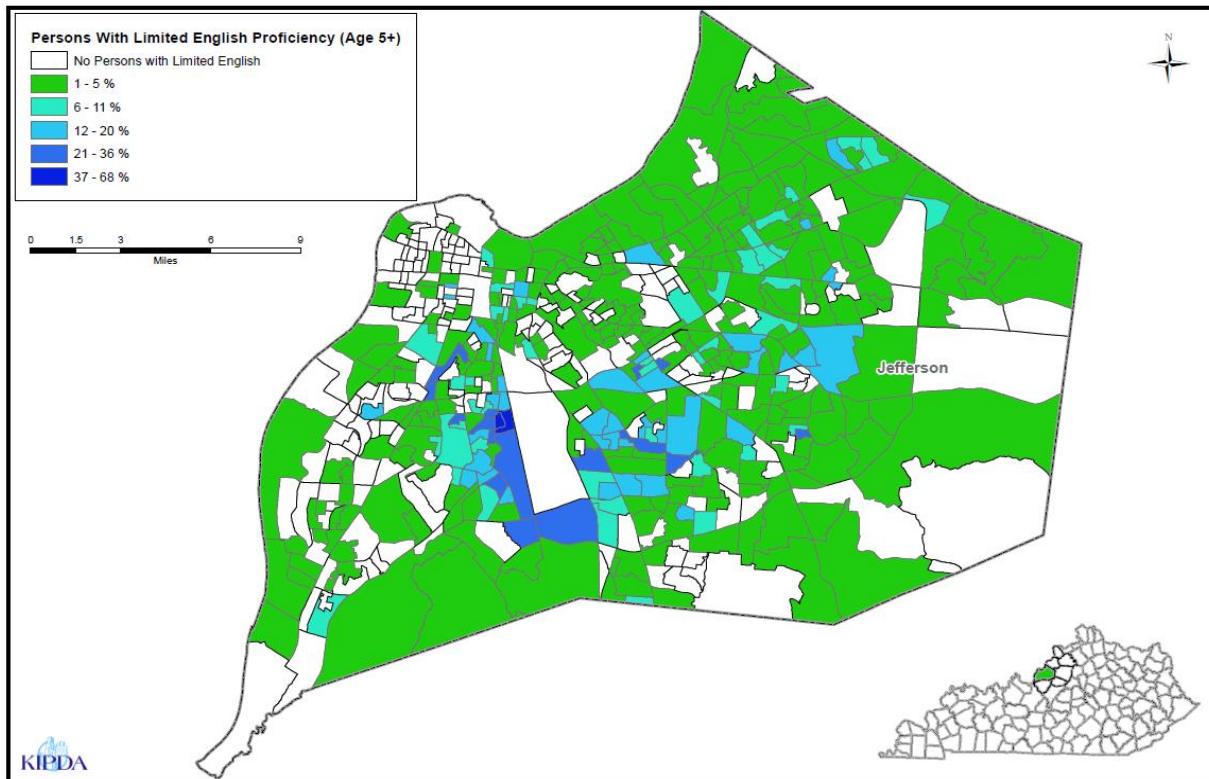 Persons With Limited English Proficiency (Age 5+)
No Persons with Limited English
1 - 5 %
6 - 11 %
12 - 20 %
21 - 36 %
37 - 68 %
N
0 1.5 3 6 9
Miles
Jefferson
KIPDA